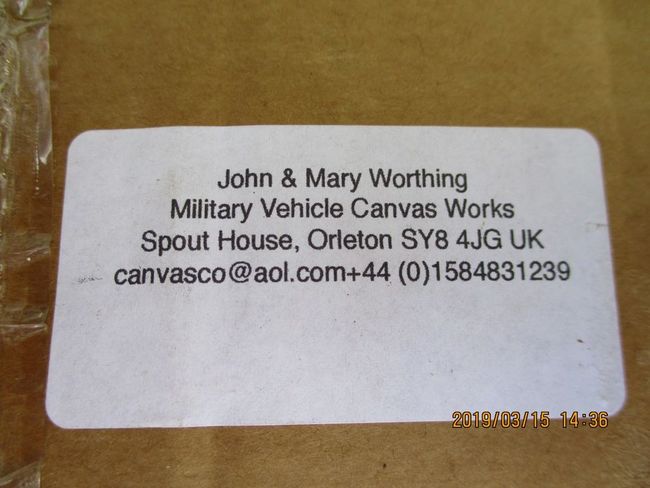 John & Mary Worthing
Military Vehicle Canvas Works
Spout House, Orleton SY8 4JG UK
canvasco@aol.com+44 (0)1584831239
2019/03/15 14:36